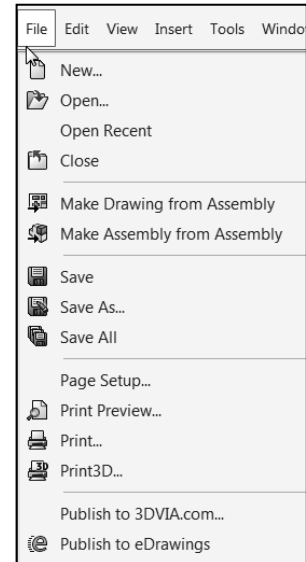 File Edit View Insert Tools Windo
New...
Open...
Open Recent
Close
Make Drawing from Assembly
Make Assembly from Assembly
Save
Save As...
Save All
Page Setup...
Print Preview...
Print...
Print3D...
Publish to 3DVIA.com...
Publish to eDrawings